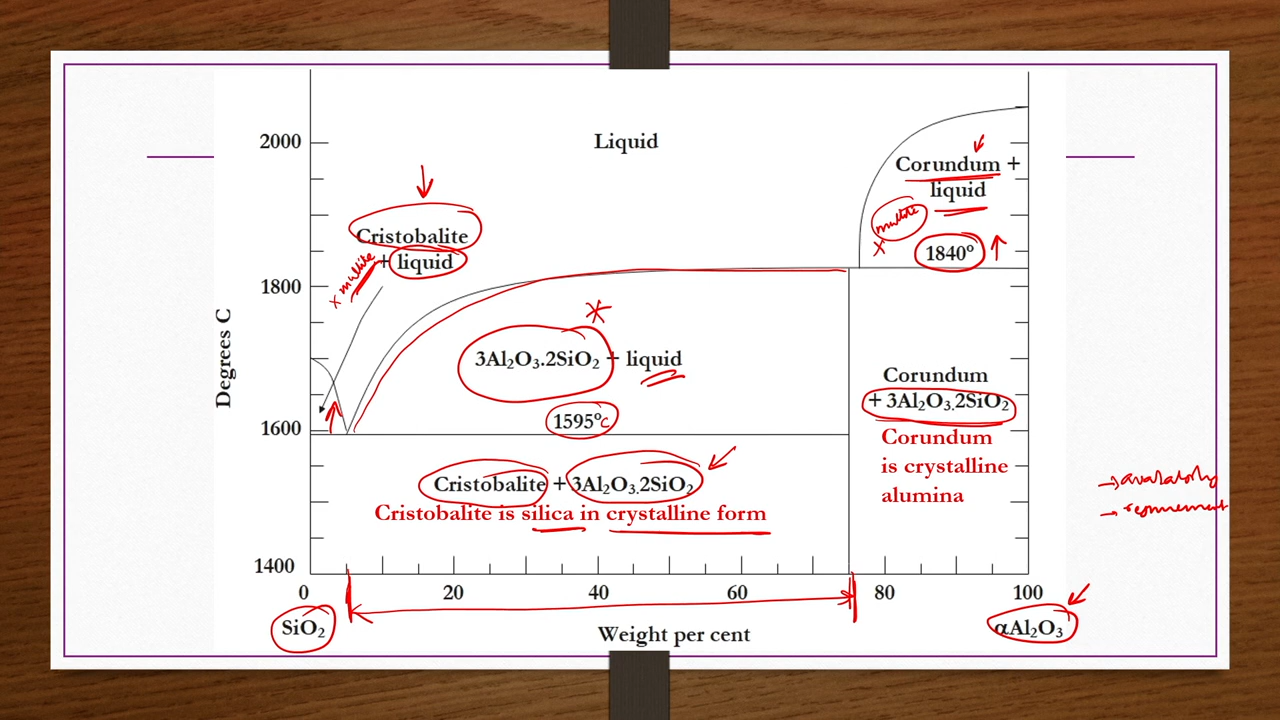 2000
Liquid
Corundum +
liquid
mullite
x
1840°
Cristobalite
+ liquid
x mullite
1800
Degrees C
3Al₂O₃.2SiO₂ + liquid
1595°C
1600
Corundum
+ 3Al₂O₃.2SiO₂
Corundum
is crystalline
alumina
Cristobalite + 3Al₂O₃.2SiO₂
Cristobalite is silica in crystalline form
1400
0 20 40 60 80 100
SiO₂
Weight per cent
αAl₂O₃